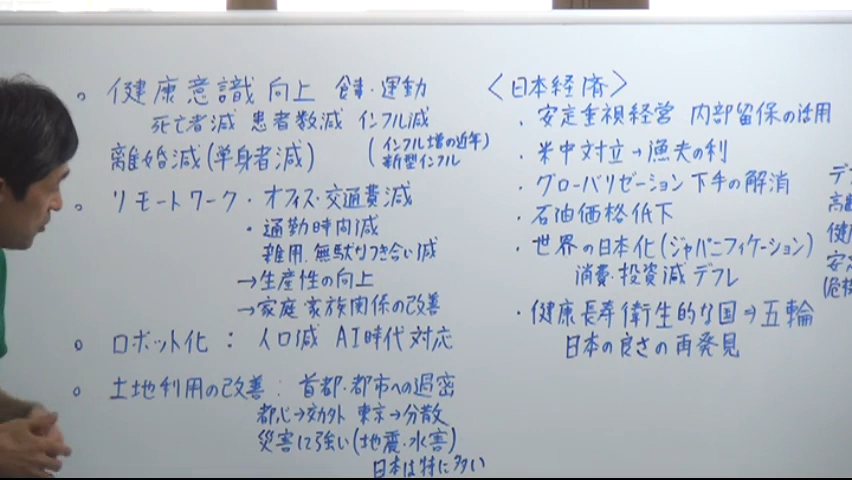 。健康意識向上 食事・運動
死亡者減 患者数減 インフル減
離婚減(単身者減) (インフル増の近年)
新型インフル
。リモートワーク・オフィス・交通費減
・通勤時間減
雑用、無駄なつき合い減
→生産性の向上
→家庭家族関係の改善
。ロボット化：人口減 AI時代対応
。土地利用の改善：首都・都市への過密
都心→郊外 東京→分散
災害に強い(地震・水害)
日本は特に多い
〈日本経済〉
・安定重視経営 内部留保の活用
・米中対立→漁夫の利
・グローバリゼーション下手の解消
・石油価格低下
・世界の日本化(ジャパニフィケーション)
消費・投資減 デフレ
・健康長寿衛生的な国⇒五輪
日本の良さの再発見
デフ
高齢
健康
安定
(危機